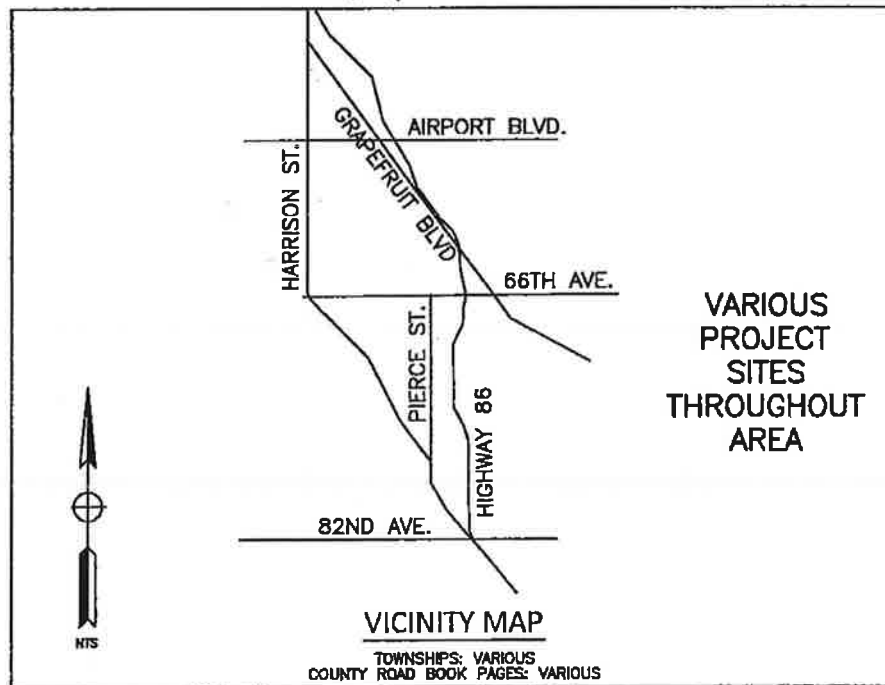 AIRPORT BLVD.
GRAPEFRUIT BLVD
HARRISON ST.
66TH AVE.
VARIOUS
PROJECT
SITES
THROUGHOUT
AREA
PIERCE ST.
HIGHWAY 86
82ND AVE.
NTS
VICINITY MAP
TOWNSHIPS: VARIOUS
COUNTY ROAD BOOK PAGES: VARIOUS